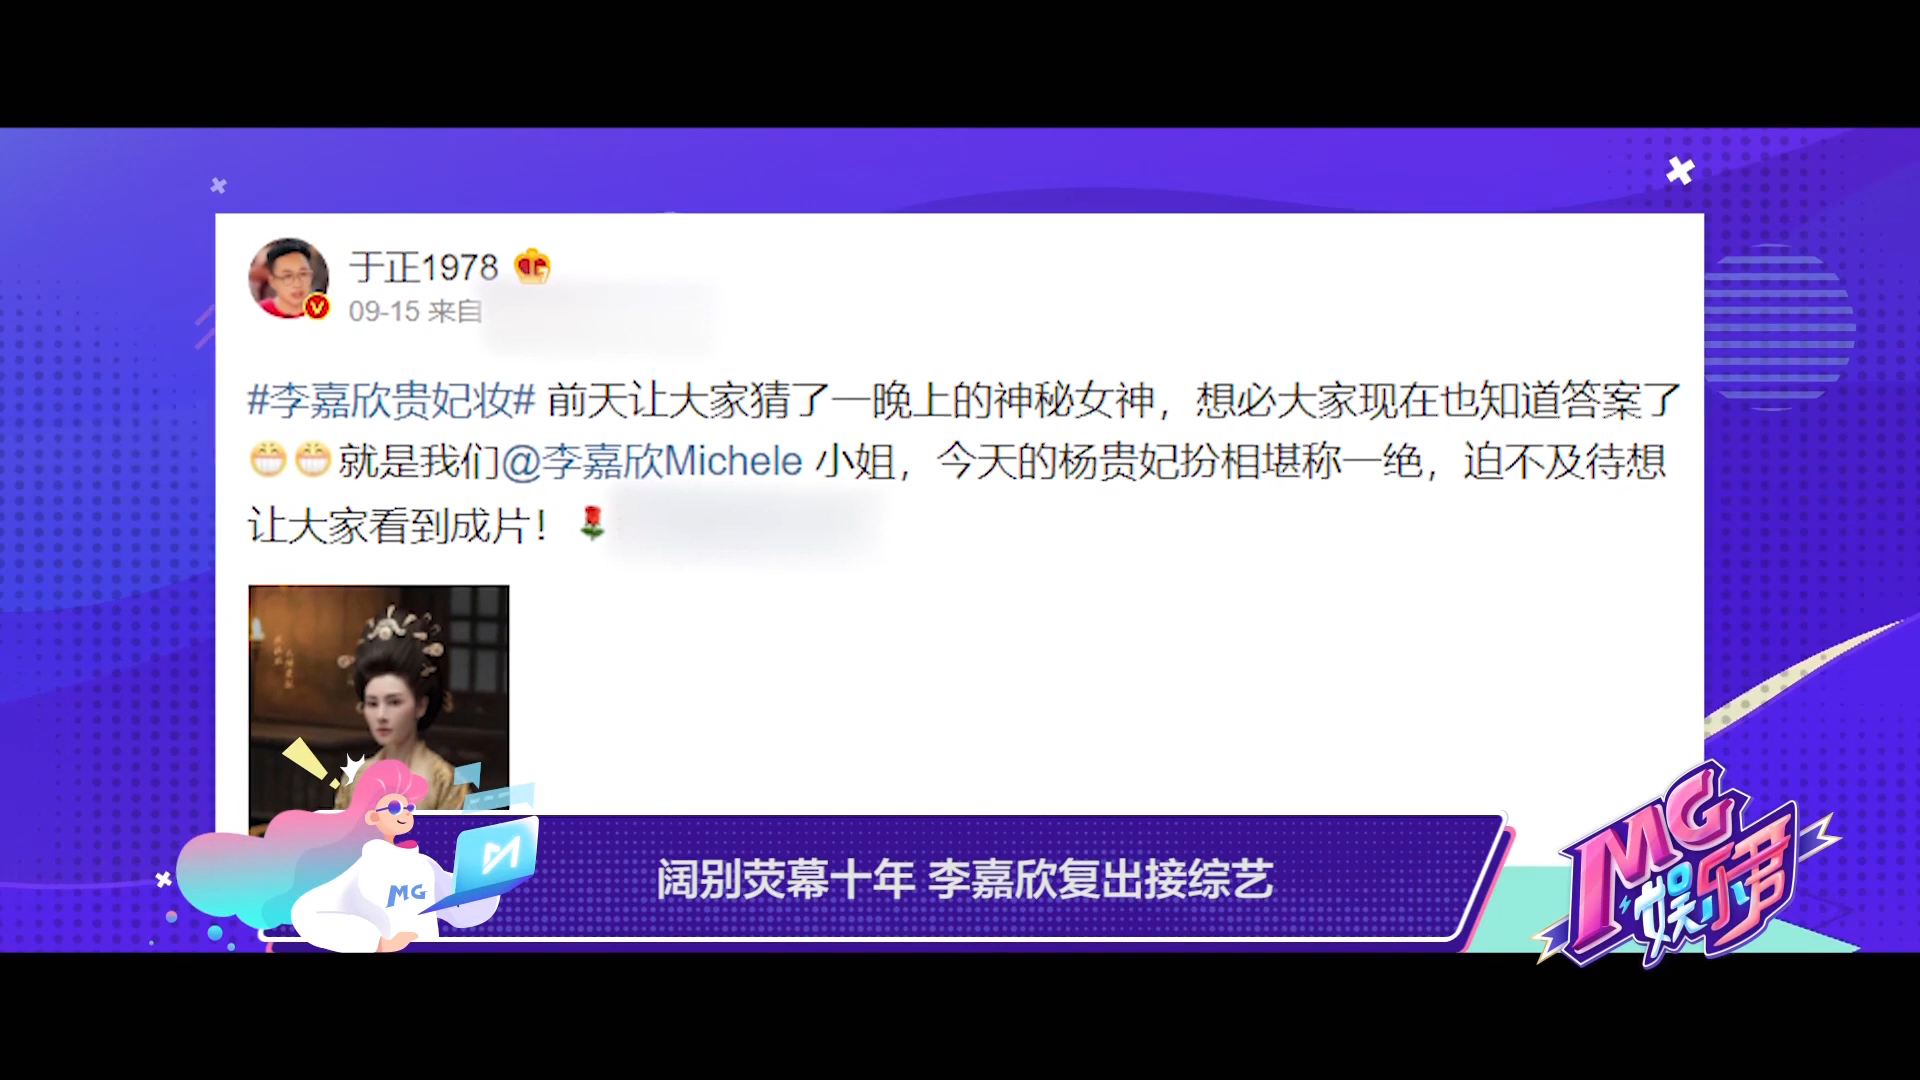 于正1978
09-15 来自
#李嘉欣贵妃妆# 前天让大家猜了一晚上的神秘女神，想必大家现在也知道答案了
就是我们@李嘉欣Michele 小姐，今天的杨贵妃扮相堪称一绝，迫不及待想
让大家看到成片！
MG
阔别荧幕十年 李嘉欣复出接综艺
MG
娱乐君